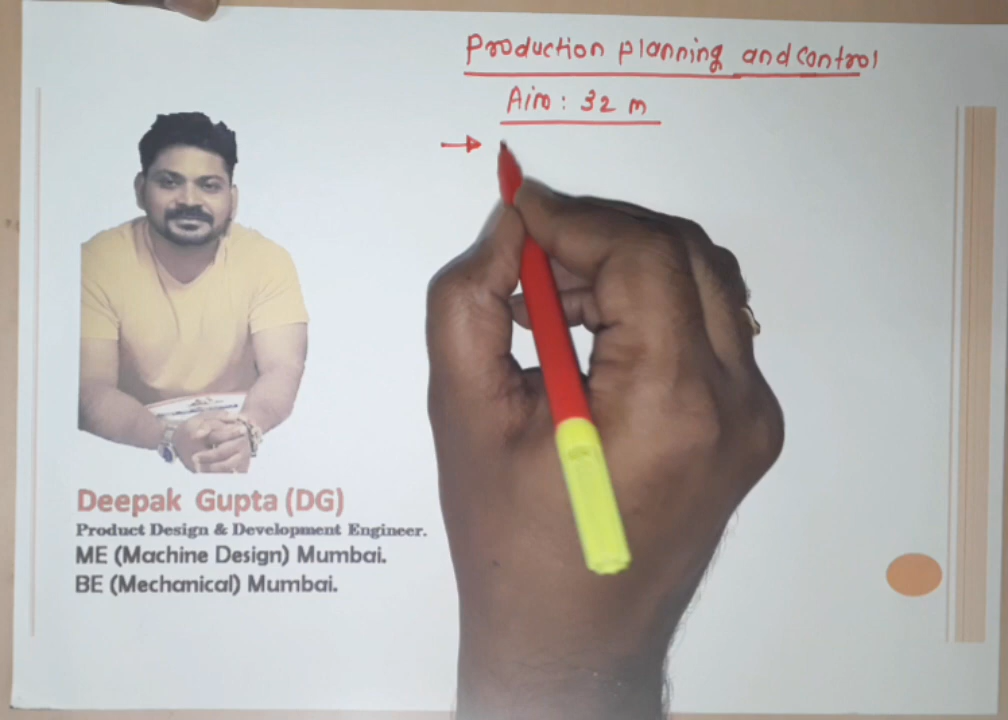 Production planning and control
Aim : 32 m
Deepak Gupta (DG)
Product Design & Development Engineer.
ME (Machine Design) Mumbai.
BE (Mechanical) Mumbai.